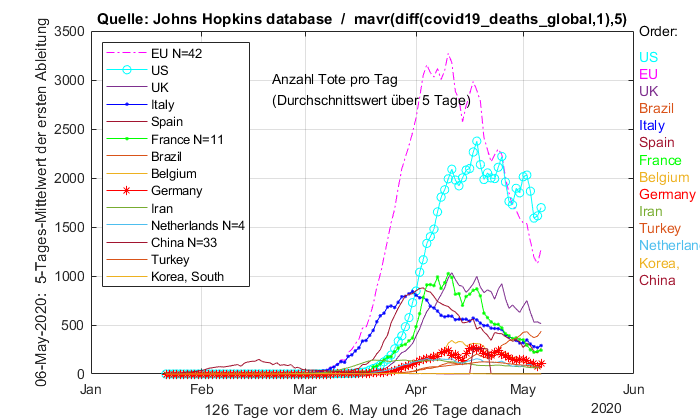 Quelle: Johns Hopkins database / mavr(diff(covid19_deaths_global,1),5)
06-May-2020: 5-Tages-Mittelwert der ersten Ableitung
3500
3000
2500
2000
1500
1000
500
0
EU N=42
US
UK
Italy
Spain
France N=11
Brazil
Belgium
Germany
Iran
Netherlands N=4
China N=33
Turkey
Korea, South
Anzahl Tote pro Tag
(Durchschnittswert über 5 Tage)
Order:
US
EU
UK
Brazil
Italy
Spain
France
Belgium
Germany
Iran
Turkey
Netherlan
Korea,
China
Jan Feb Mar Apr May Jun
126 Tage vor dem 6. May und 26 Tage danach
2020